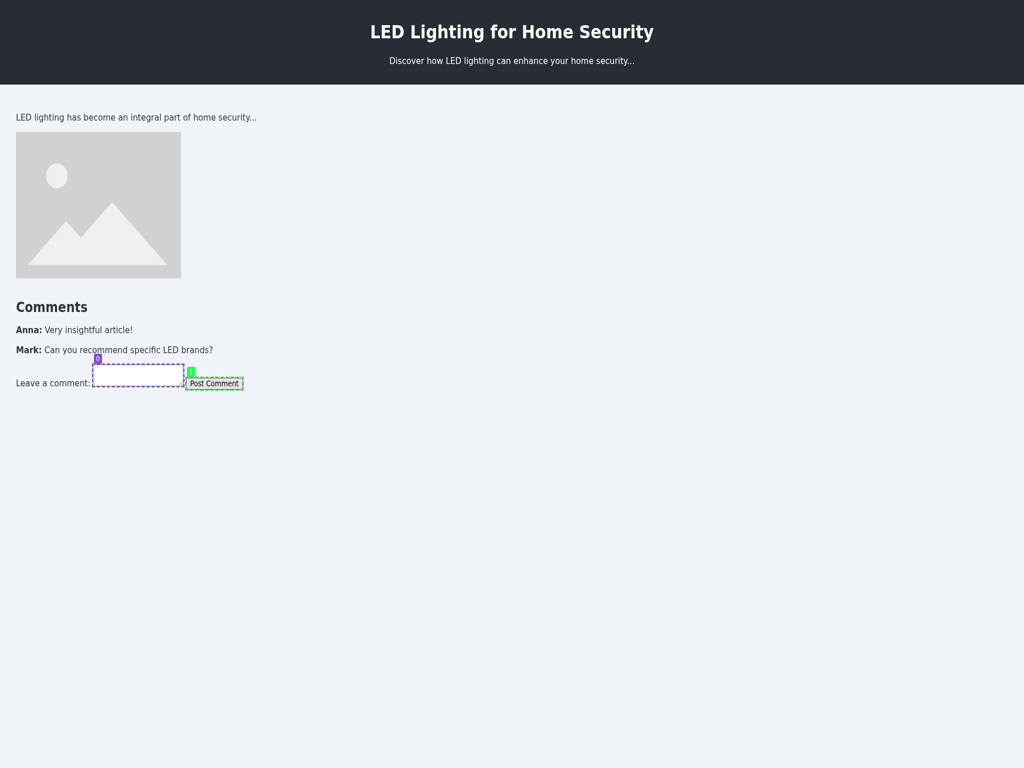 LED Lighting for Home Security
Discover how LED lighting can enhance your home security...
LED lighting has become an integral part of home security...
Comments
Anna: Very insightful article!
Mark: Can you recommend specific LED brands?
0
Leave a comment:
1
Post Comment